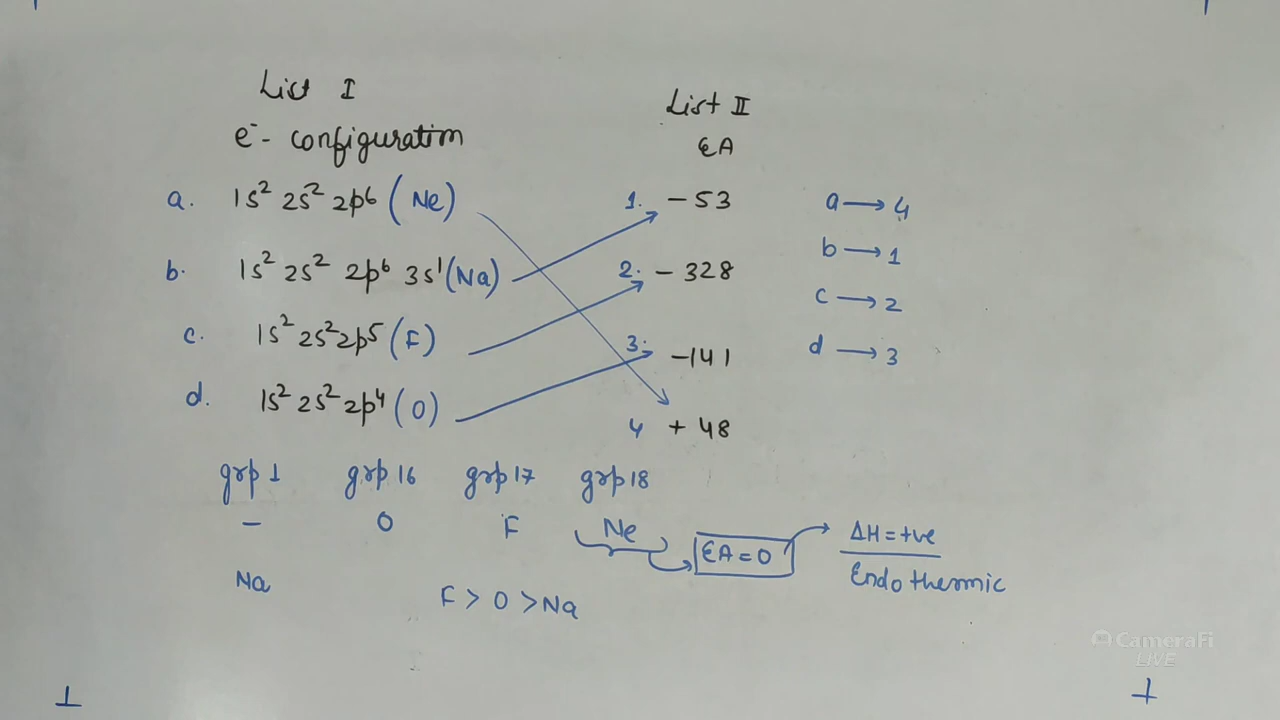 List I
e⁻ - configuration
List II
EA
a. 1s² 2s² 2p⁶ (Ne)
1. -53
a → 4
b. 1s² 2s² 2p⁶ 3s¹ (Na)
2. - 328
b → 1
c. 1s² 2s² 2p⁵ (F)
3. -141
c → 2
d. 1s² 2s² 2p⁴ (O)
4 + 48
d → 3
grp 1 grp 16 grp 17 grp 18
— O F Ne
EA = 0
ΔH = +ve
Endothermic
Na
F > O > Na
CameraFi
LIVE